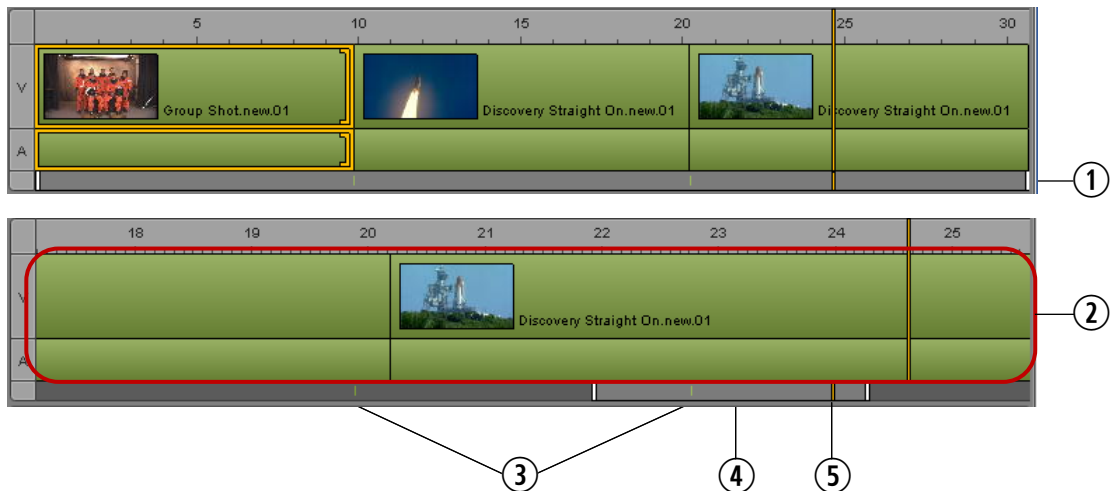 5 10 15 20 25 30
V
Group Shot.new.01 Discovery Straight On.new.01 Discovery Straight On.new.01
A
1
18 19 20 21 22 23 24 25
V
Discovery Straight On.new.01
2
A
3 4 5